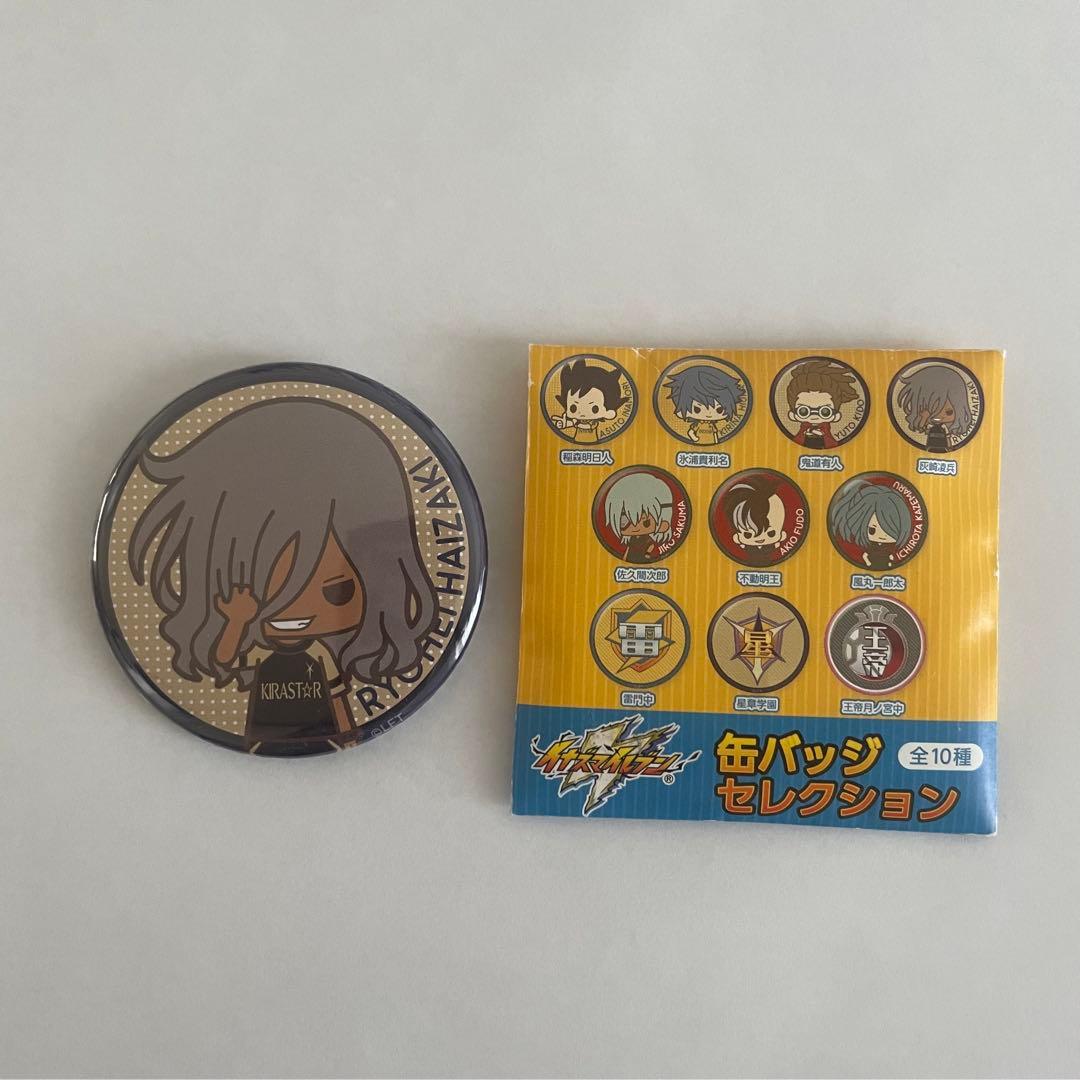 RYOHEI HAIZAKI
KIRAST☆R
©LFT
ASUTO INAMORI
KIRINA HIURA
YUTO KIDO
RYOHEI HAIZAKI
稲森明日人
氷浦貴利名
鬼道有人
灰崎凌兵
JIRO SAKUMA
AKIO FUDO
ICHIROTA KAZEMARU
佐久間次郎
不動明王
風丸一郎太
雷
星
王帝
雷門中
星章学園
王帝月ノ宮中
イナズマイレブン®
缶バッジ
全10種
セレクション